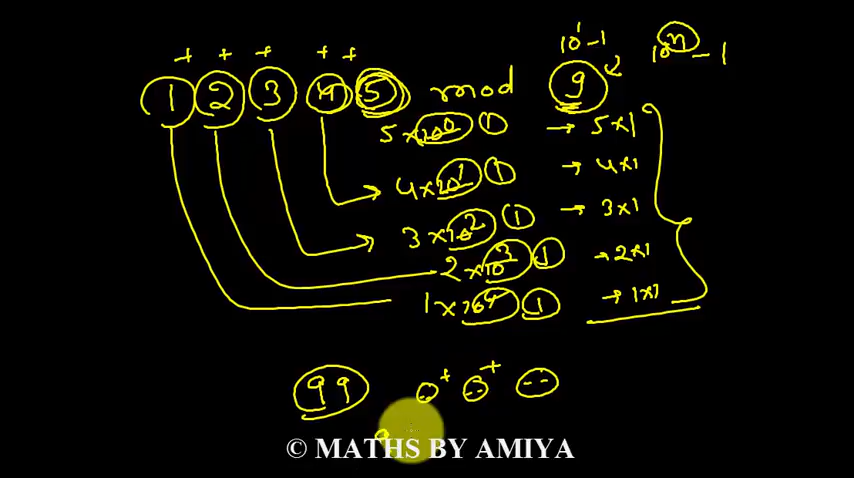 10¹ - 1
10ⁿ - 1
+ + + + +
1 2 3 4 5 mod 9
5 × 10⁰ 1 → 5×1
4 × 10¹ 1 → 4×1
3 × 10² 1 → 3×1
2 × 10³ 1 → 2×1
1 × 10⁴ 1 → 1×1
99 + +
9
© MATHS BY AMIYA